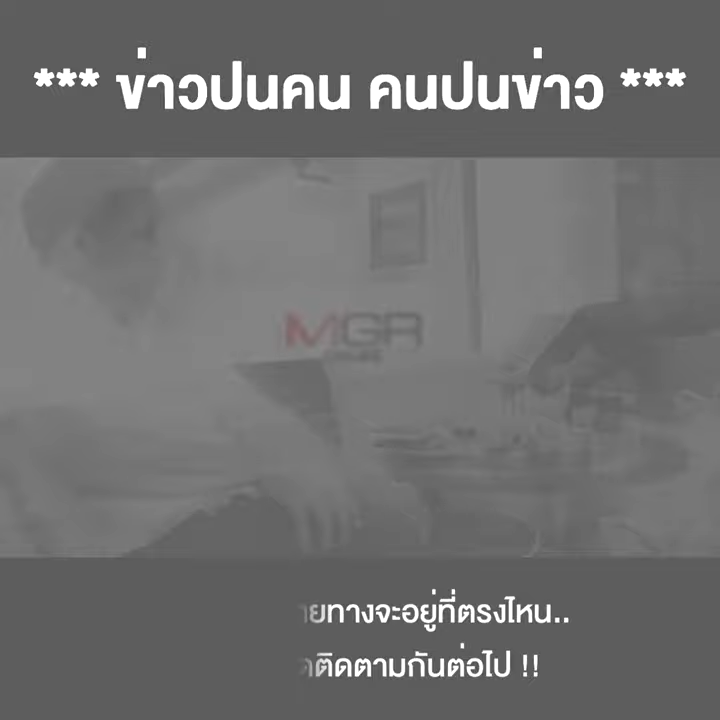 *** ข่าวปนคน คนปนข่าว ***
MGR
ยทางจะอยู่ที่ตรงไหน..
ติดตามกันต่อไป !!